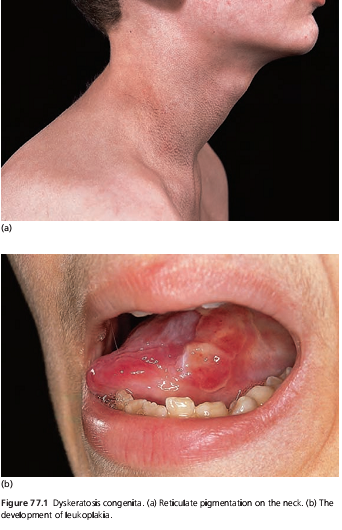 (a)
(b)
Figure 77.1 Dyskeratosis congenita. (a) Reticulate pigmentation on the neck. (b) The
development of leukoplakia.